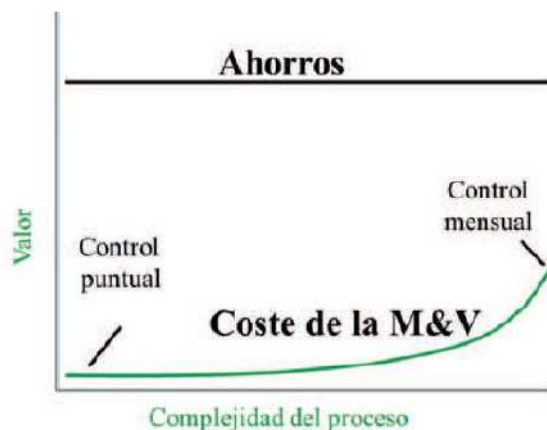 Ahorros
Control
mensual
Control
puntual
Valor
Coste de la M&V
Complejidad del proceso